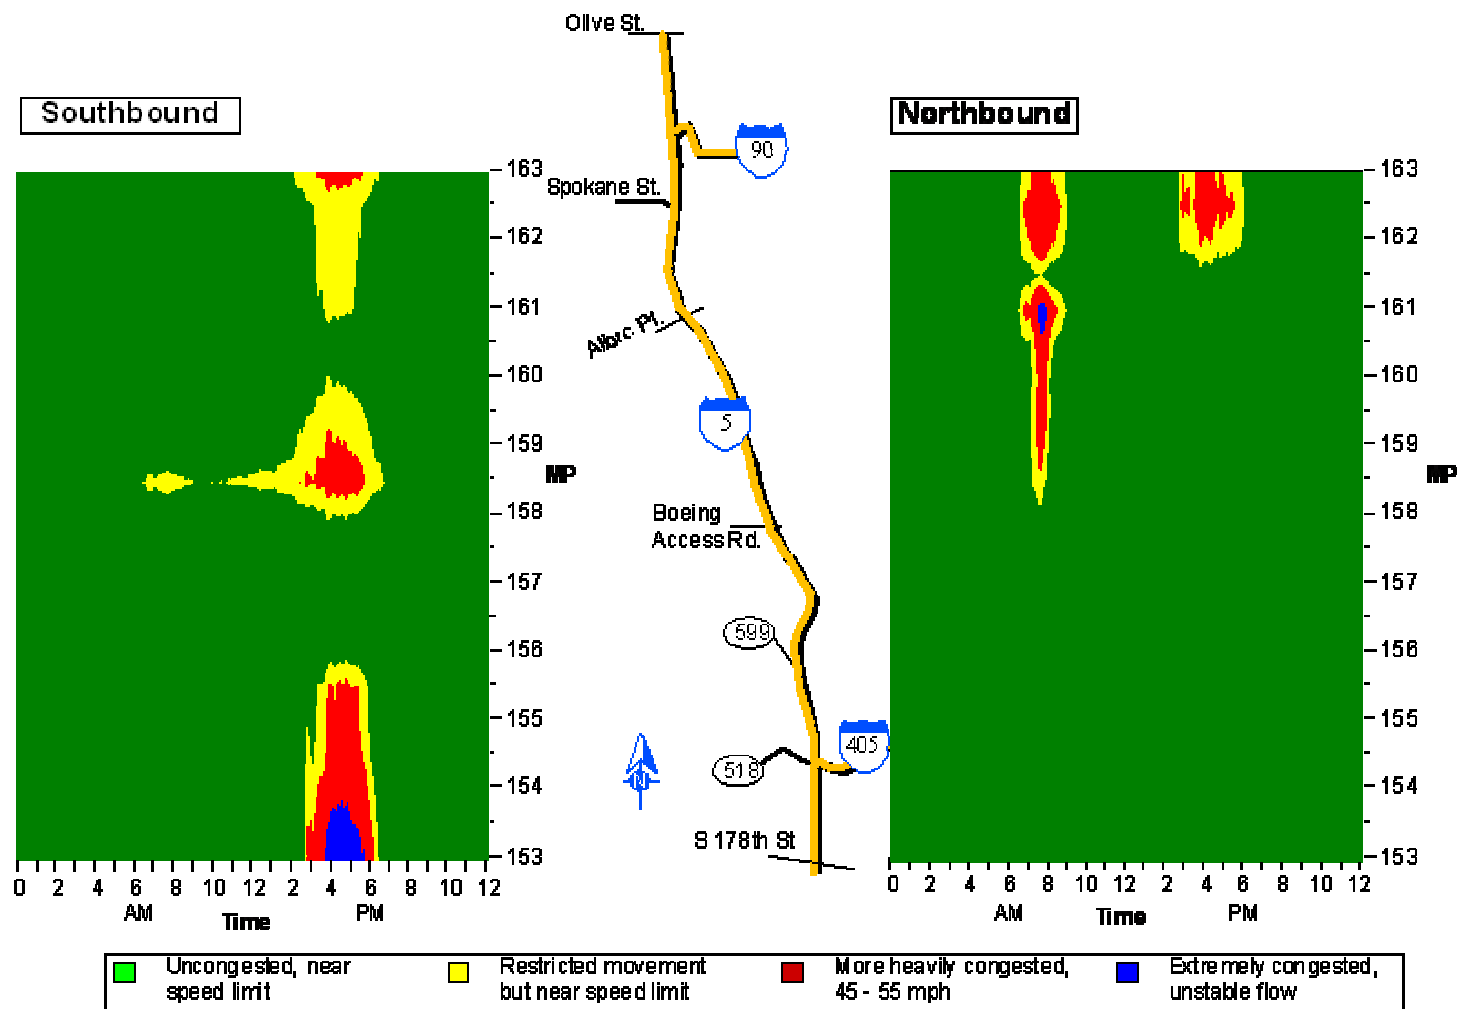 Olive St.
Southbound
Northbound
90
Spokane St.
163
162
161
160
159
158
157
156
155
154
153
MP
0 2 4 6 8 10 12 2 4 6 8 10 12
AM
Time
PM
5
Boeing
Access Rd.
599
405
518
N
S 178th St
163
162
161
160
159
158
157
156
155
154
153
MP
0 2 4 6 8 10 12 2 4 6 8 10 12
AM
Time
PM
Uncongested, near
speed limit
Restricted movement
but near speed limit
More heavily congested,
45 - 55 mph
Extremely congested,
unstable flow